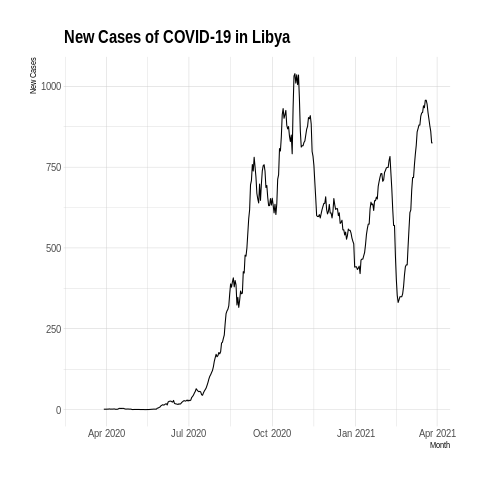 New Cases of COVID-19 in Libya
New Cases
1000
750
500
250
0
Apr 2020 Jul 2020 Oct 2020 Jan 2021 Apr 2021
Month